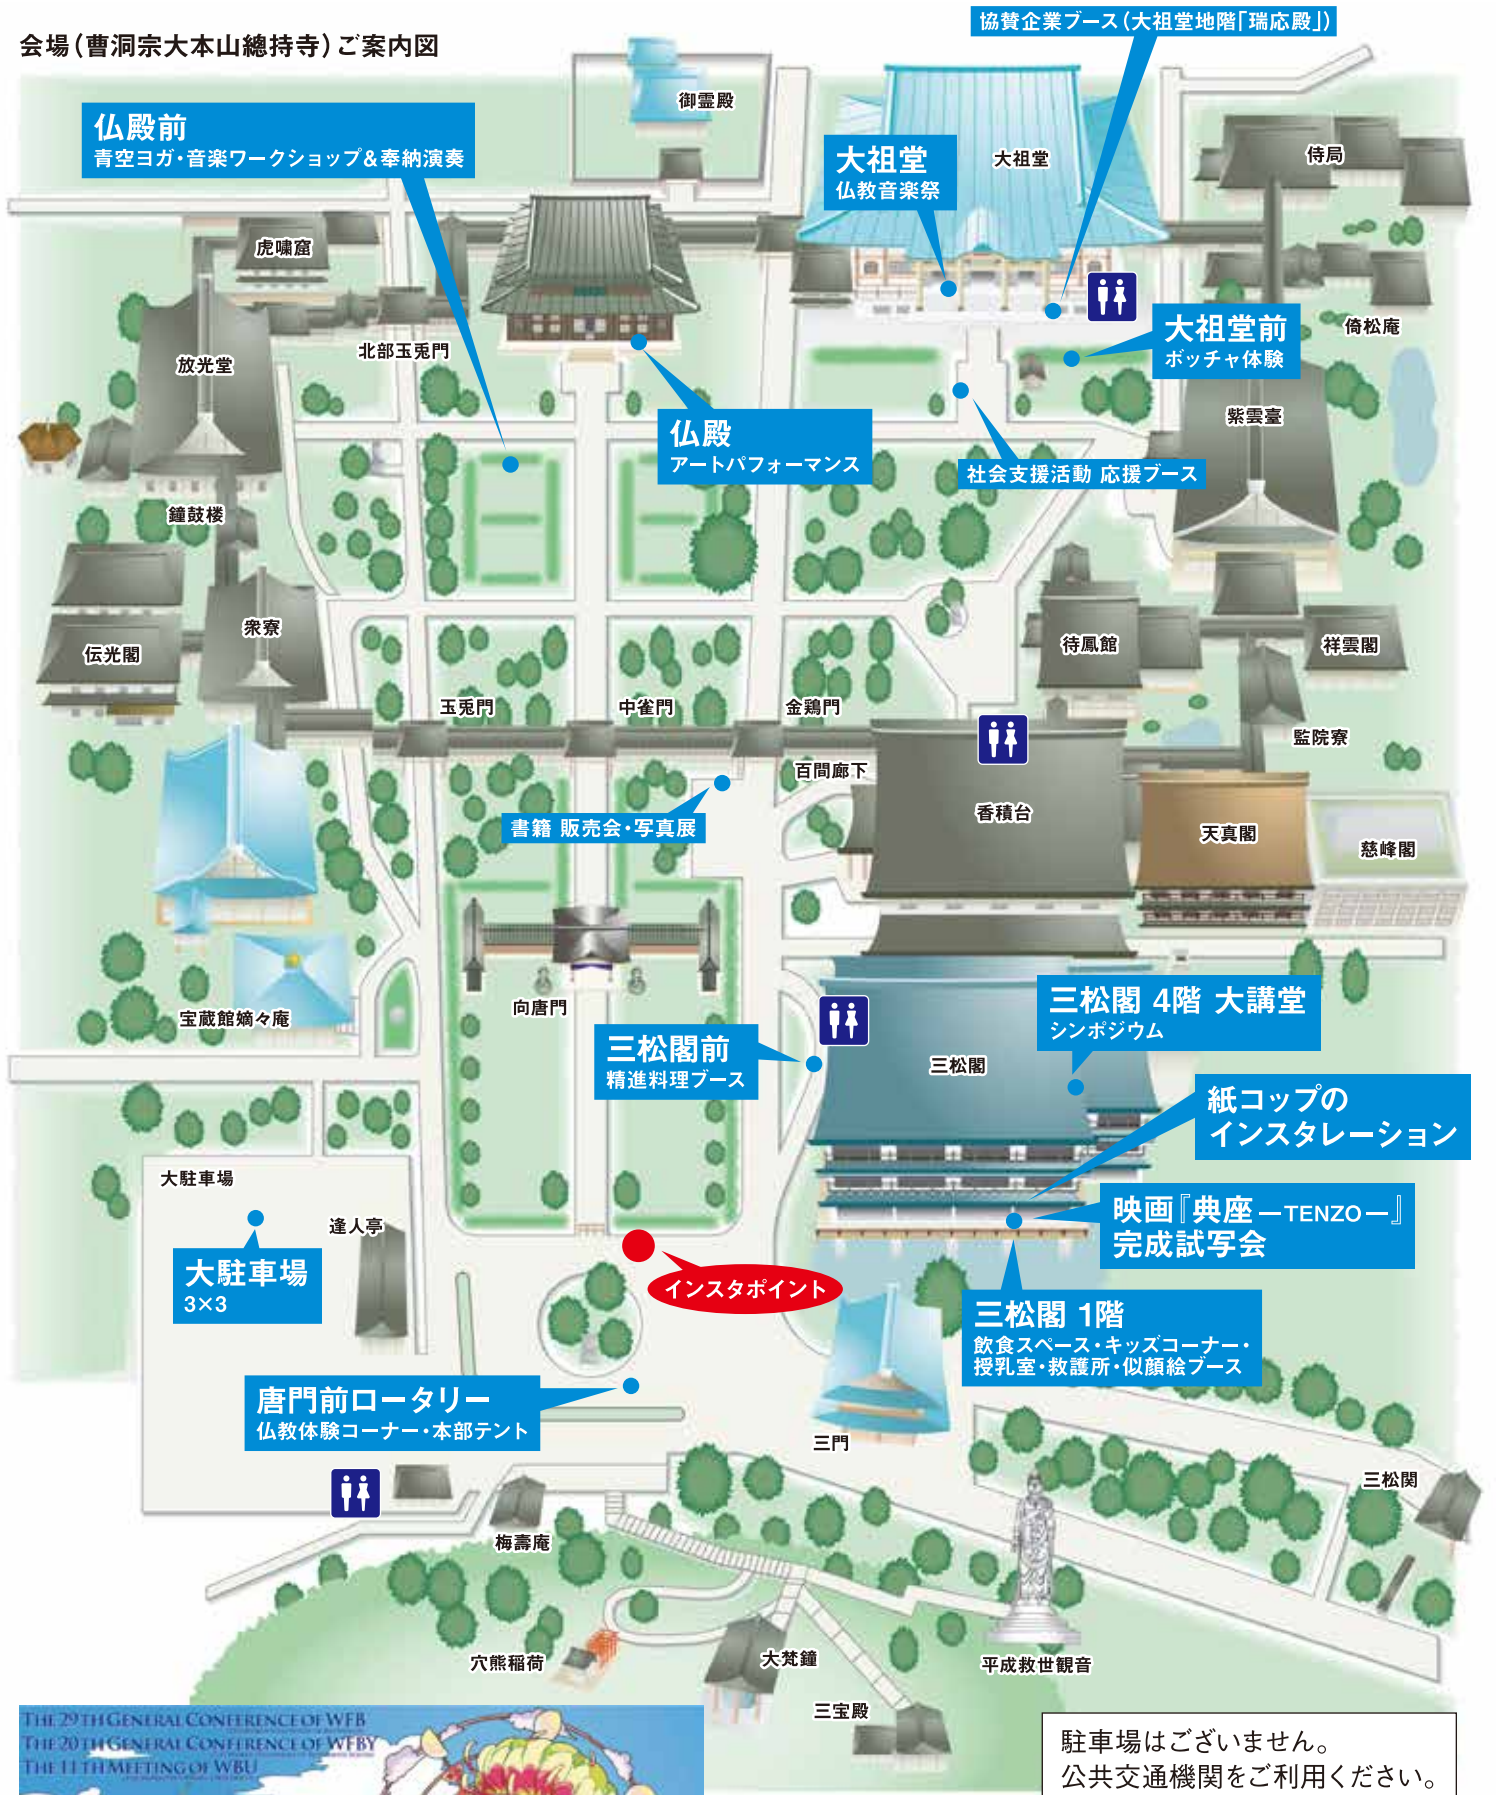 協賛企業ブース(大祖堂地階「瑞応殿」)
会場(曹洞宗大本山總持寺)ご案内図
御霊殿
仏殿前
青空ヨガ・音楽ワークショップ&奉納演奏
大祖堂
仏教音楽祭
大祖堂
侍局
虎嘯窟
北部玉兎門
放光堂
大祖堂前
ボッチャ体験
倚松庵
紫雲臺
仏殿
アートパフォーマンス
社会支援活動 応援ブース
鐘鼓楼
衆寮
伝光閣
待鳳館
祥雲閣
玉兎門
中雀門
金鶏門
監院寮
百間廊下
書籍 販売会・写真展
香積台
天真閣
慈峰閣
向唐門
宝蔵館嫡々庵
三松閣 4階 大講堂
シンポジウム
三松閣前
精進料理ブース
三松閣
紙コップの
インスタレーション
大駐車場
逢人亭
映画『典座 ―TENZO―』
完成試写会
大駐車場
3×3
インスタポイント
三松閣 1階
飲食スペース・キッズコーナー・
授乳室・救護所・似顔絵ブース
唐門前ロータリー
仏教体験コーナー・本部テント
三門
三松関
梅壽庵
穴熊稲荷
大梵鐘
平成救世観音
三宝殿
THE 29TH GENERAL CONFERENCE OF WFB
THE 20TH GENERAL CONFERENCE OF WFBY
THE 11TH MEETING OF WBU
駐車場はございません。
公共交通機関をご利用ください。